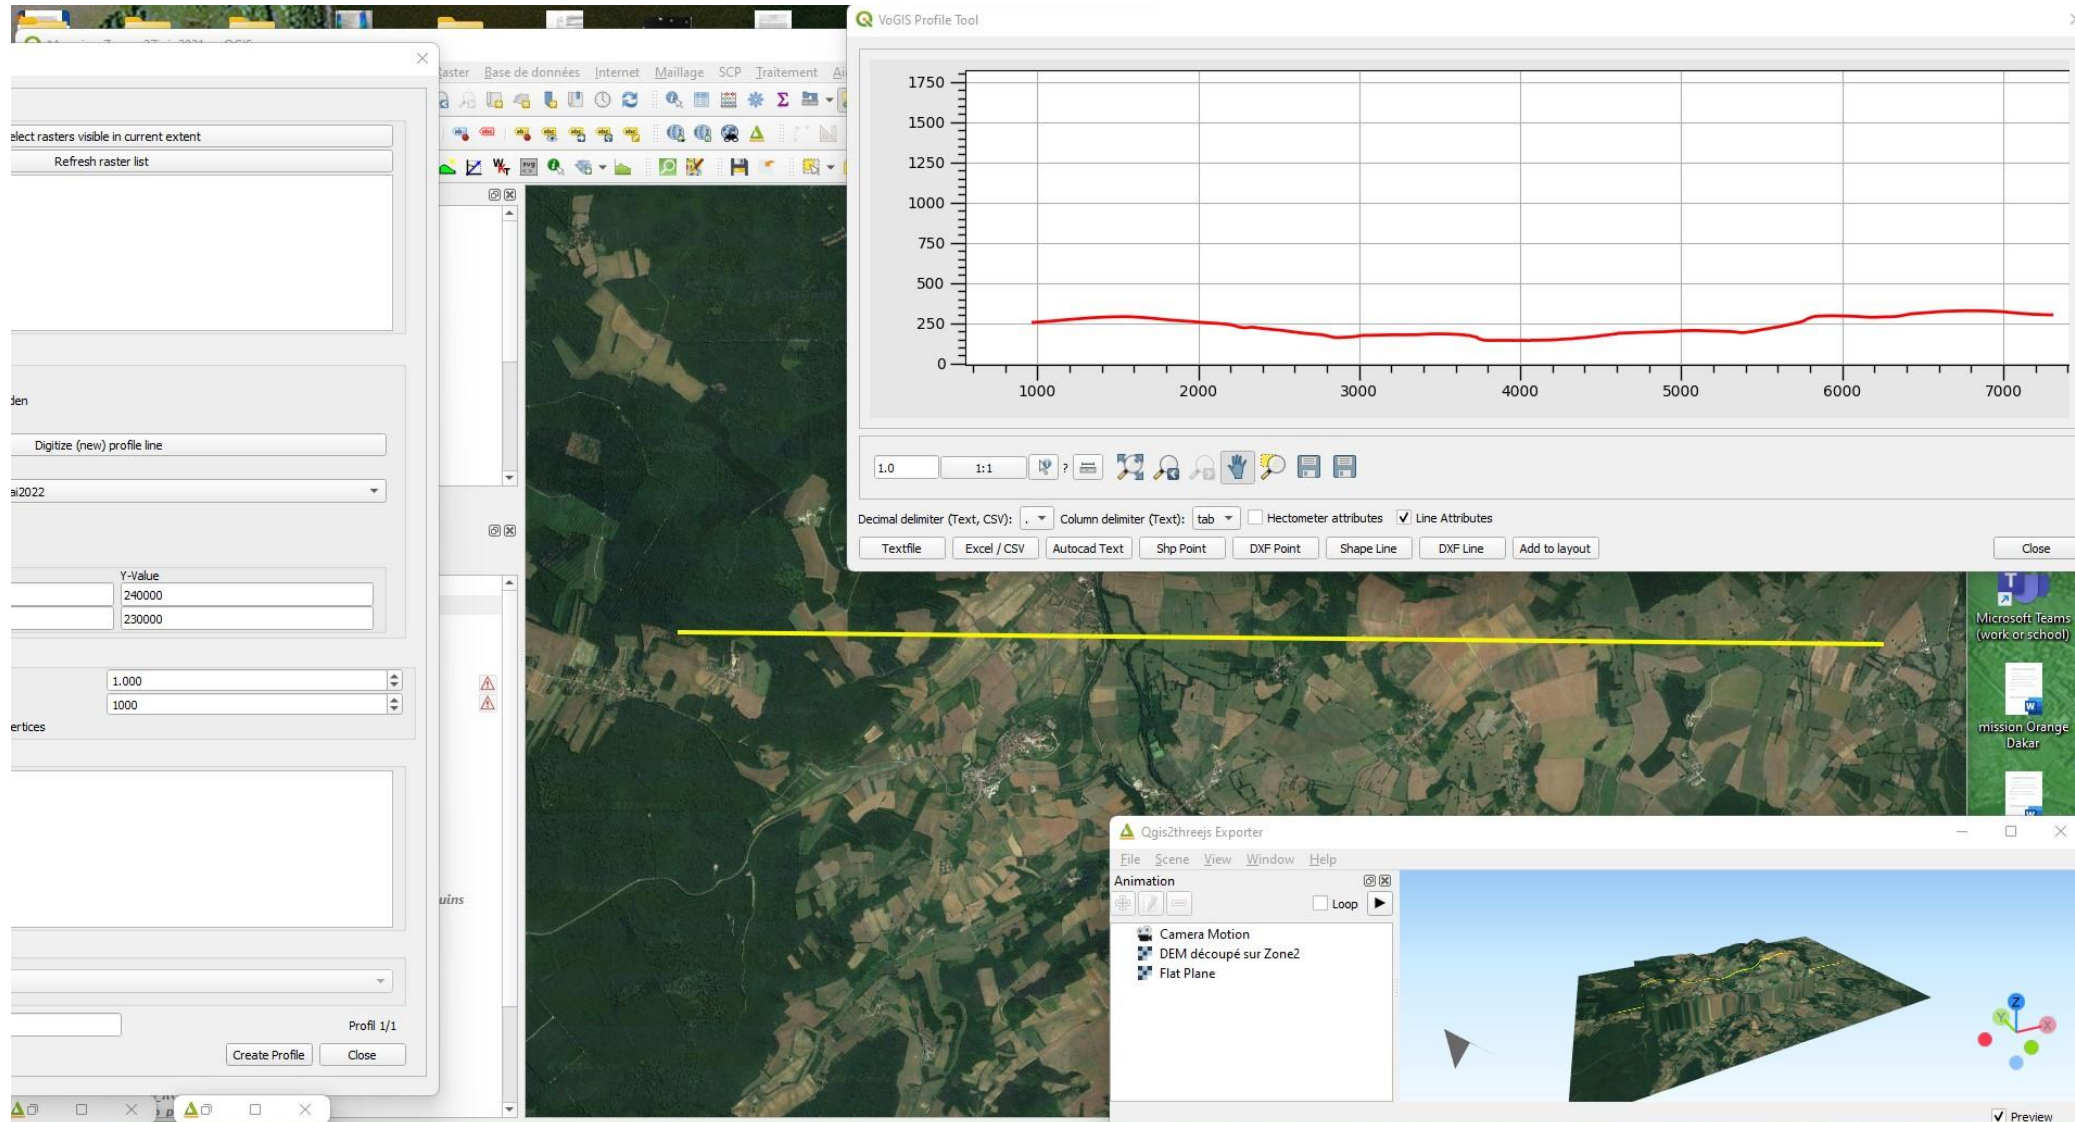 VoGIS Profile Tool
Raster Base de données Internet Maillage SCP Traitement
elect rasters visible in current extent
Refresh raster list
den
Digitize (new) profile line
ai2022
Y-Value
240000
230000
1.000
1000
ertices
Profil 1/1
Create Profile Close
uins
1750
1500
1250
1000
750
500
250
0
1000 2000 3000 4000 5000 6000 7000
1.0 1:1 ?
Decimal delimiter (Text, CSV): . Column delimiter (Text): tab Hectometer attributes Line Attributes
Textfile Excel / CSV Autocad Text Shp Point DXF Point Shape Line DXF Line Add to layout Close
Microsoft Teams
(work or school)
mission Orange
Dakar
Qgis2threejs Exporter
File Scene View Window Help
Animation
Loop
Camera Motion
DEM découpé sur Zone2
Flat Plane
Z
Y
X
Preview